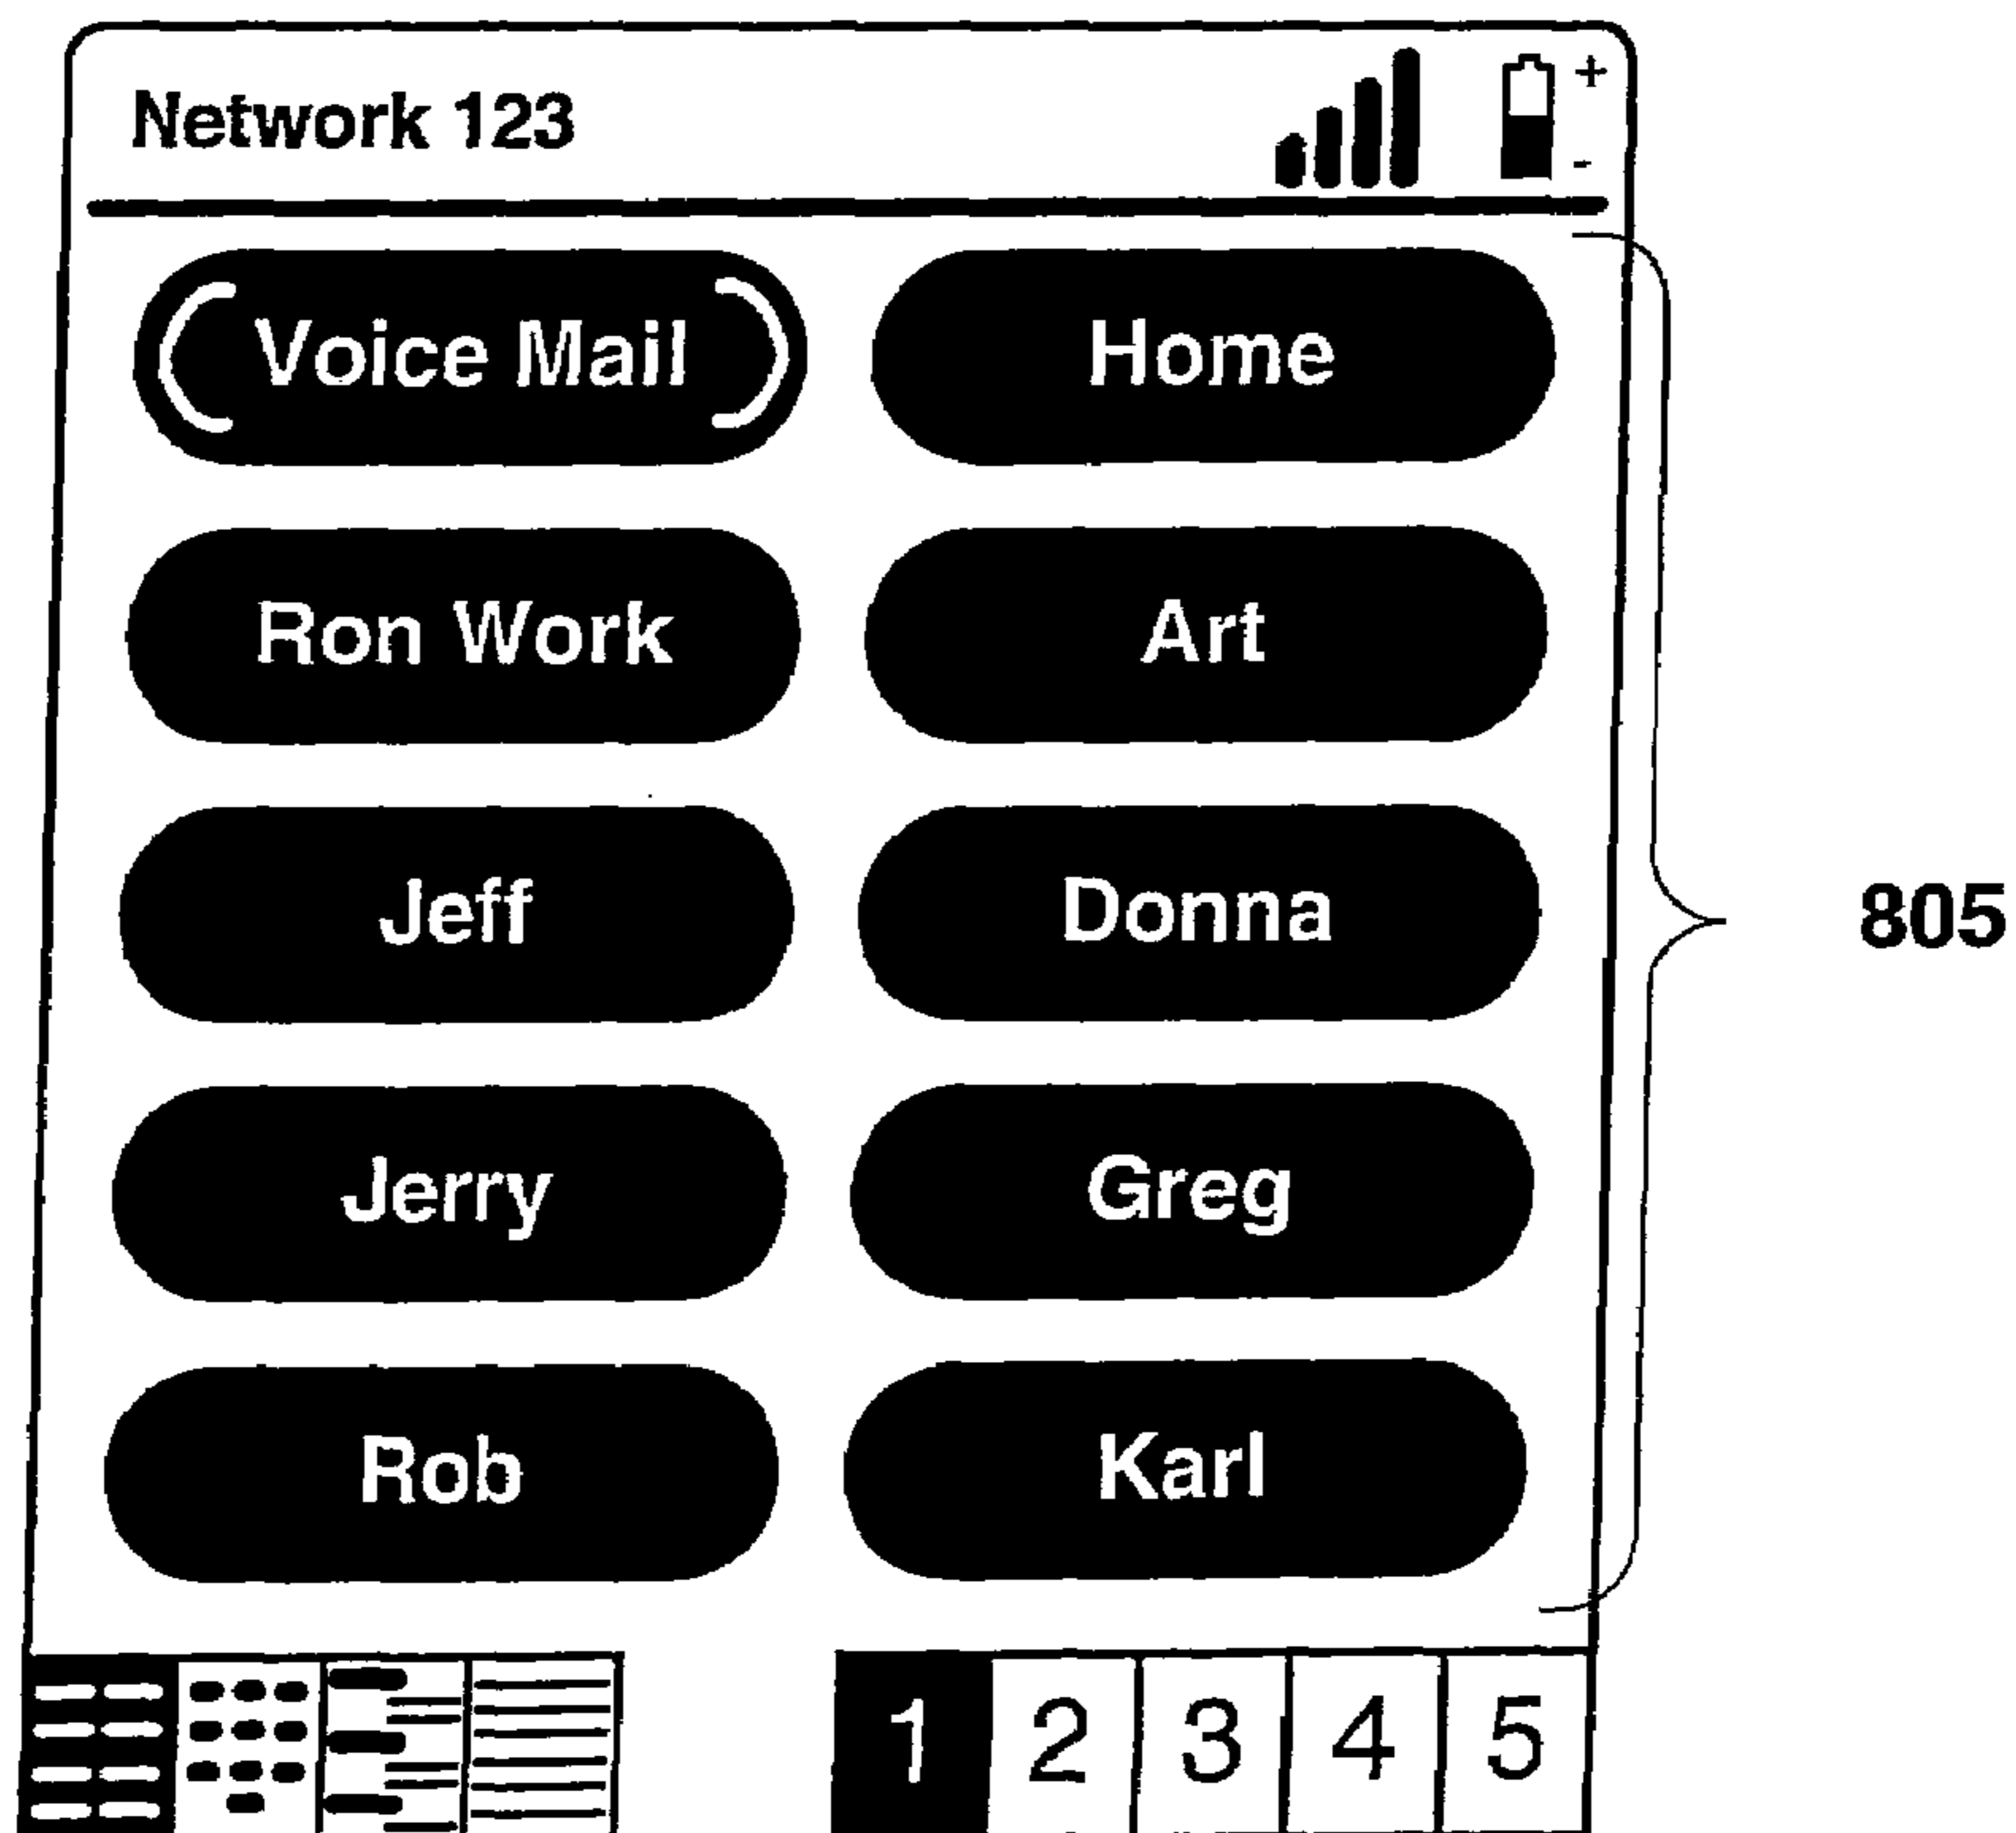 Network 123
+
-
Voice Mail Home
Ron Work Art
Jeff Donna
805
Jerry Greg
Rob Karl
1 2 3 4 5